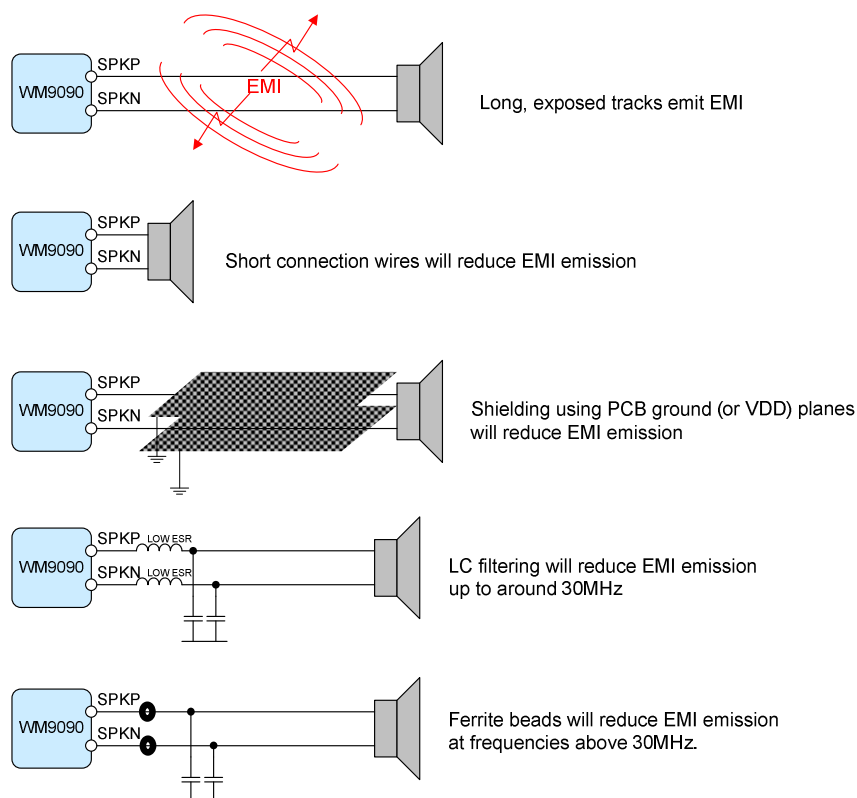 SPKP
WM9090
SPKN
EMI
Long, exposed tracks emit EMI
SPKP
WM9090
SPKN
Short connection wires will reduce EMI emission
SPKP
WM9090
SPKN
Shielding using PCB ground (or VDD) planes
will reduce EMI emission
SPKP LOW ESR
WM9090
SPKN LOW ESR
LC filtering will reduce EMI emission
up to around 30MHz
SPKP
WM9090
SPKN
Ferrite beads will reduce EMI emission
at frequencies above 30MHz.